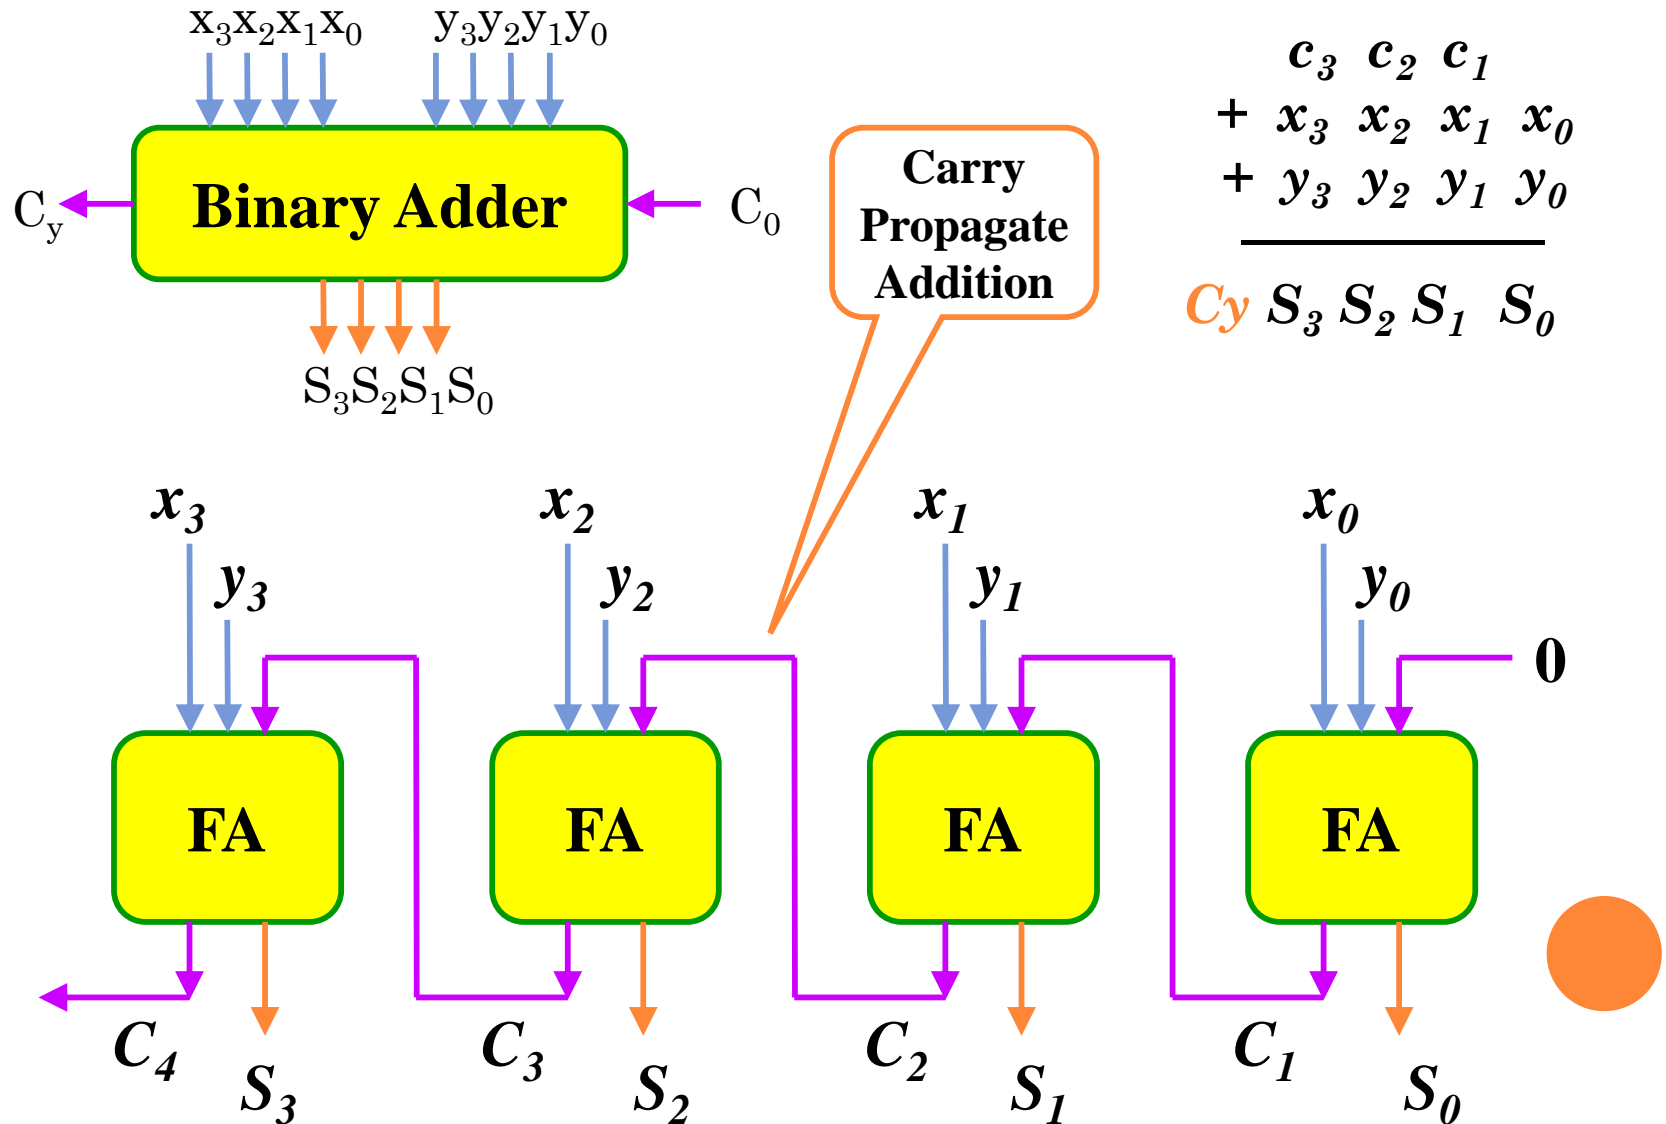 x₃x₂x₁x₀ y₃y₂y₁y₀
Binary Adder
C_y
C₀
S₃S₂S₁S₀
Carry
Propagate
Addition
c₃ c₂ c₁
+ x₃ x₂ x₁ x₀
+ y₃ y₂ y₁ y₀
Cy S₃ S₂ S₁ S₀
x₃ x₂ x₁ x₀
y₃ y₂ y₁ y₀
0
FA FA FA FA
C₄ C₃ C₂ C₁
S₃ S₂ S₁ S₀